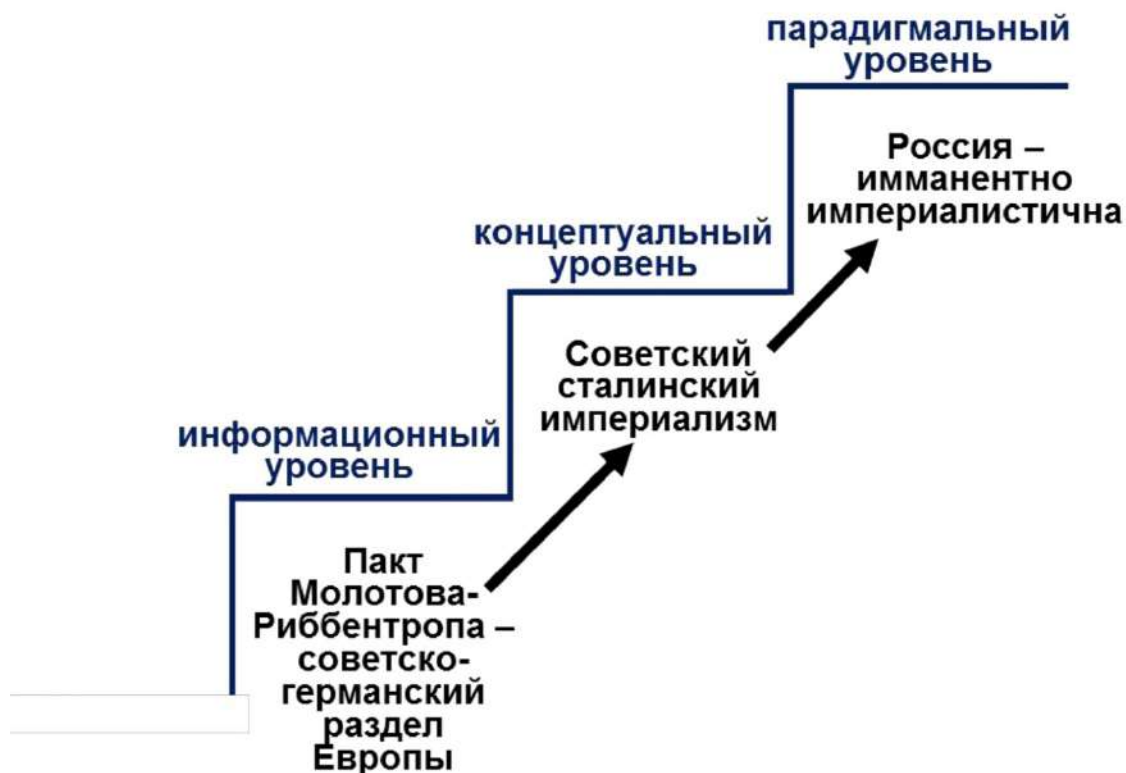 парадигмальный
уровень
Россия –
имманентно
империалистична
концептуальный
уровень
Советский
сталинский
империализм
информационный
уровень
Пакт
Молотова-
Риббентропа –
советско-
германский
раздел
Европы